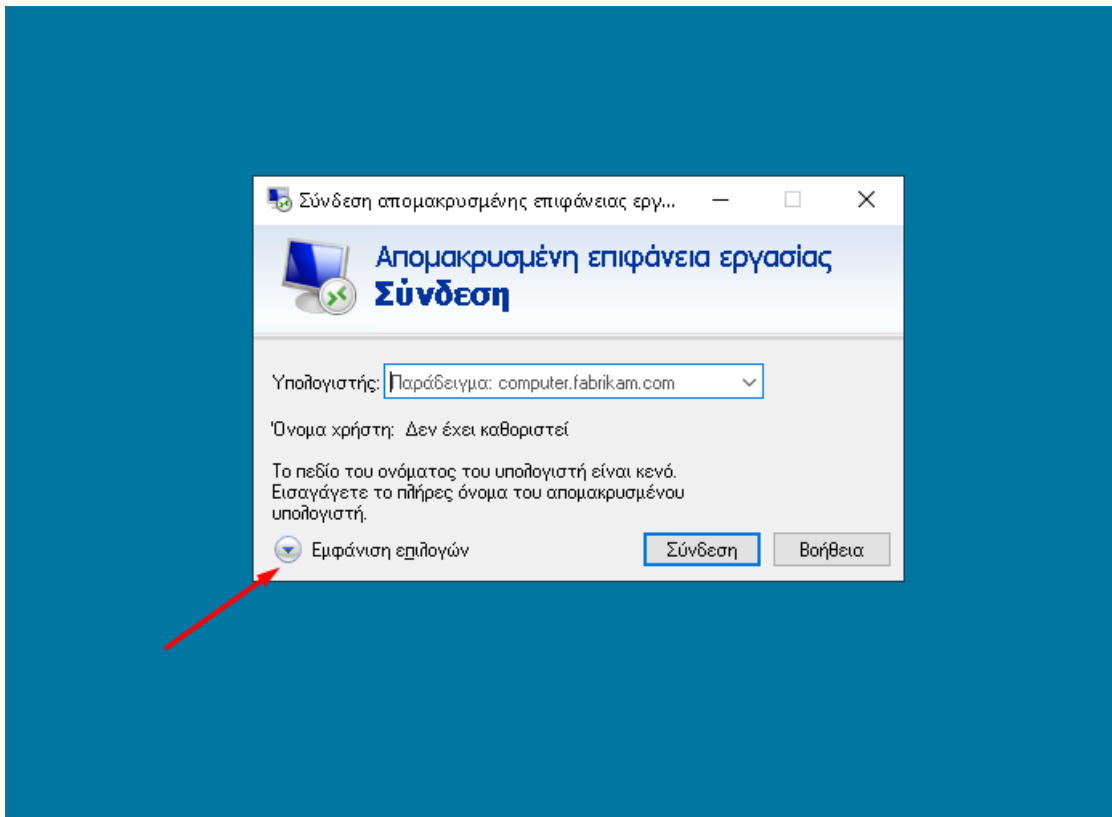 Σύνδεση απομακρυσμένης επιφάνειας εργ...
Απομακρυσμένη επιφάνεια εργασίας
Σύνδεση
Υπολογιστής: Παράδειγμα: computer.fabrikam.com
Όνομα χρήστη: Δεν έχει καθοριστεί
Το πεδίο του ονόματος του υπολογιστή είναι κενό.
Εισαγάγετε το πλήρες όνομα του απομακρυσμένου
υπολογιστή.
Εμφάνιση επιλογών Σύνδεση Βοήθεια